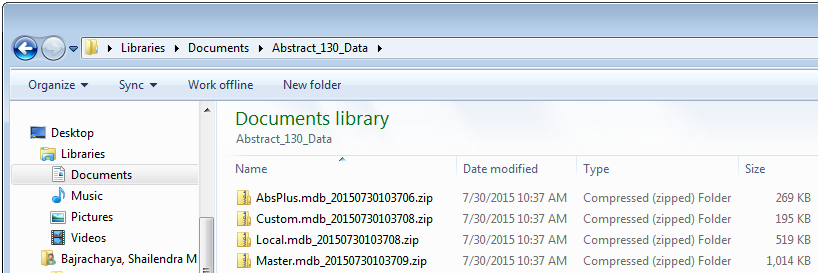 Libraries Documents Abstract_130_Data
Organize Sync Work offline New folder
Desktop
Libraries
Documents
Music
Pictures
Videos
Bajracharya, Shailendra M
Documents library
Abstract_130_Data
Name Date modified Type Size
AbsPlus.mdb_20150730103706.zip 7/30/2015 10:37 AM Compressed (zipped) Folder 269 KB
Custom.mdb_20150730103708.zip 7/30/2015 10:37 AM Compressed (zipped) Folder 195 KB
Local.mdb_20150730103708.zip 7/30/2015 10:37 AM Compressed (zipped) Folder 519 KB
Master.mdb_20150730103709.zip 7/30/2015 10:37 AM Compressed (zipped) Folder 1,014 KB